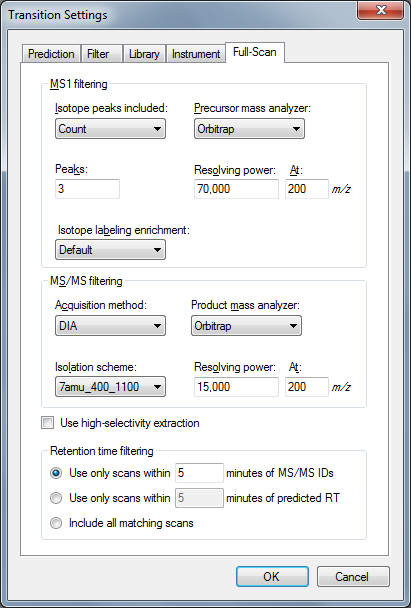 Transition Settings
Prediction Filter Library Instrument Full-Scan
MS1 filtering
Isotope peaks included: Precursor mass analyzer:
Count Orbitrap
Peaks: Resolving power: At:
3 70,000 200 m/z
Isotope labeling enrichment:
Default
MS/MS filtering
Acquisition method: Product mass analyzer:
DIA Orbitrap
Isolation scheme: Resolving power: At:
7amu_400_1100 15,000 200 m/z
Use high-selectivity extraction
Retention time filtering
Use only scans within 5 minutes of MS/MS IDs
Use only scans within 5 minutes of predicted RT
Include all matching scans
OK Cancel